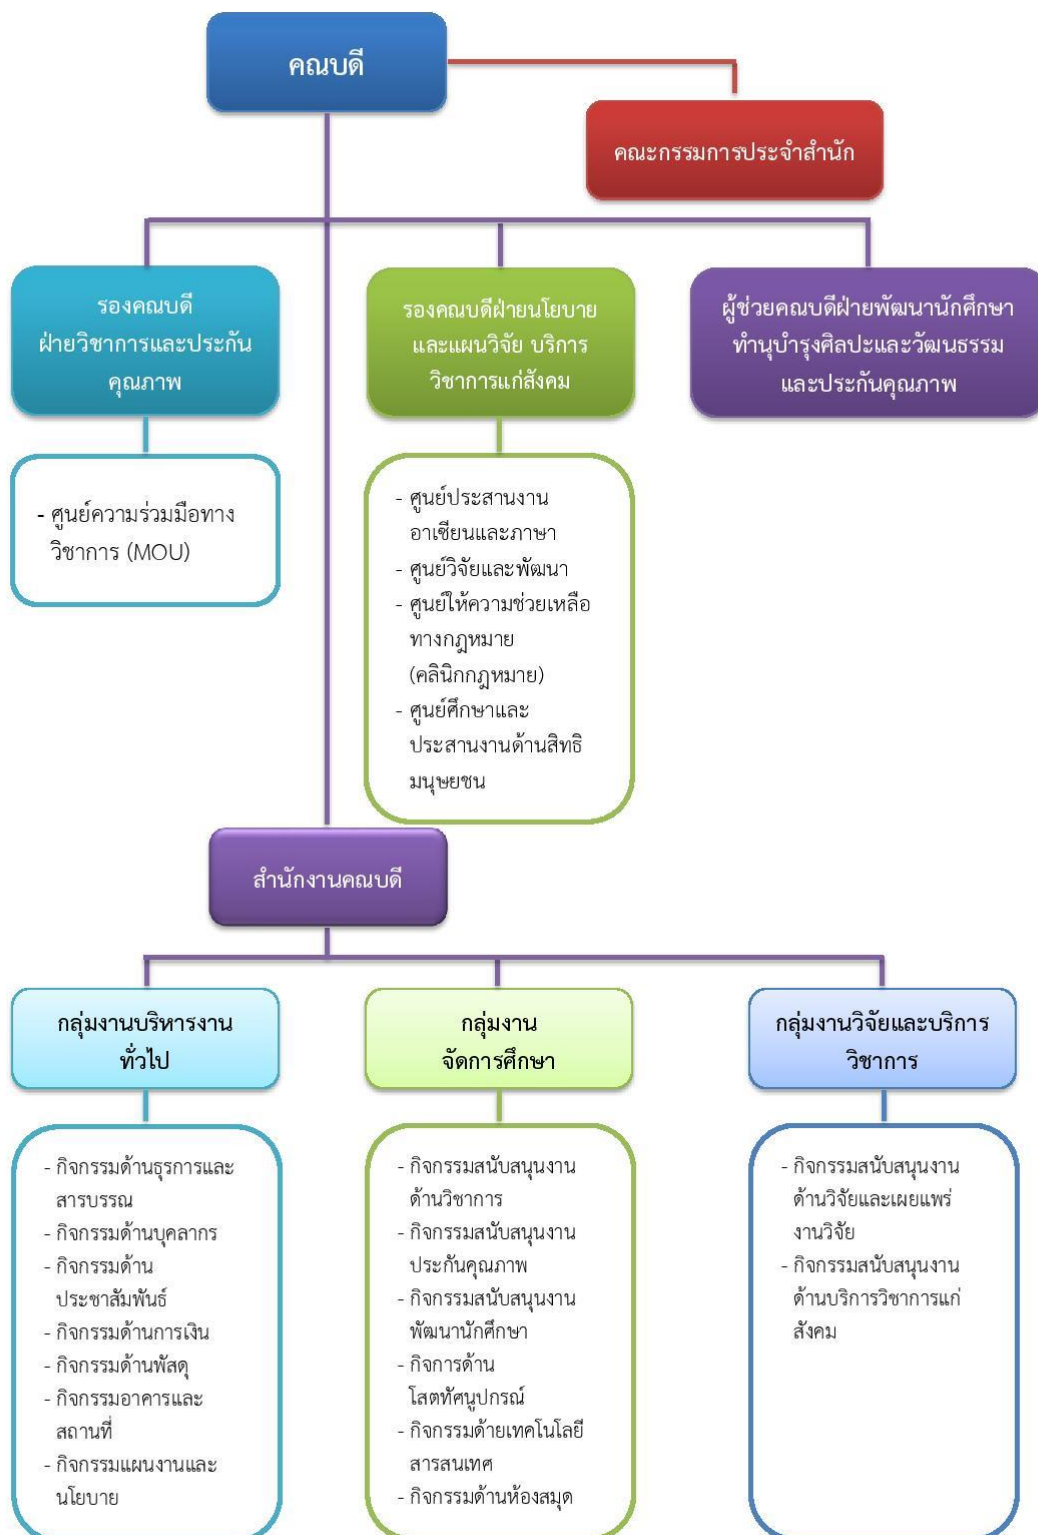 คณบดี
คณะกรรมการประจำสำนัก
รองคณบดี
ฝ่ายวิชาการและประกัน
คุณภาพ
รองคณบดีฝ่ายนโยบาย
และแผนวิจัย บริการ
วิชาการแก่สังคม
ผู้ช่วยคณบดีฝ่ายพัฒนานักศึกษา
ทำนุบำรุงศิลปะและวัฒนธรรม
และประกันคุณภาพ
- ศูนย์ความร่วมมือทาง
วิชาการ (MOU)
- ศูนย์ประสานงาน
อาเซียนและภาษา
- ศูนย์วิจัยและพัฒนา
- ศูนย์ให้ความช่วยเหลือ
ทางกฎหมาย
(คลินิกกฎหมาย)
- ศูนย์ศึกษาและ
ประสานงานด้านสิทธิ
มนุษยชน
สำนักงานคณบดี
กลุ่มงานบริหารงาน
ทั่วไป
กลุ่มงาน
จัดการศึกษา
กลุ่มงานวิจัยและบริการ
วิชาการ
- กิจกรรมด้านธุรการและ
สารบรรณ
- กิจกรรมด้านบุคลากร
- กิจกรรมด้าน
ประชาสัมพันธ์
- กิจกรรมด้านการเงิน
- กิจกรรมด้านพัสดุ
- กิจกรรมอาคารและ
สถานที่
- กิจกรรมแผนงานและ
นโยบาย
- กิจกรรมสนับสนุนงาน
ด้านวิชาการ
- กิจกรรมสนับสนุนงาน
ประกันคุณภาพ
- กิจกรรมสนับสนุนงาน
พัฒนานักศึกษา
- กิจการด้าน
โสตทัศนูปกรณ์
- กิจกรรมด้ายเทคโนโลยี
สารสนเทศ
- กิจกรรมด้านห้องสมุด
- กิจกรรมสนับสนุนงาน
ด้านวิจัยและเผยแพร่
งานวิจัย
- กิจกรรมสนับสนุนงาน
ด้านบริการวิชาการแก่
สังคม